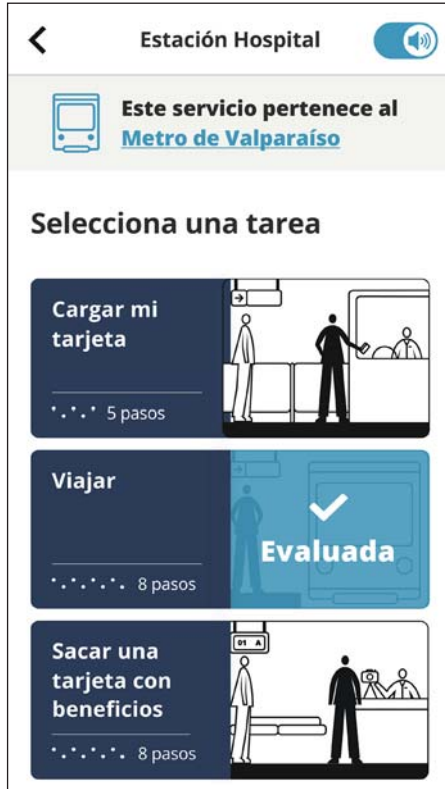 Estación Hospital
Este servicio pertenece al
Metro de Valparaíso
Selecciona una tarea
Cargar mi
tarjeta
5 pasos
Viajar
8 pasos
Evaluada
Sacar una
tarjeta con
beneficios
8 pasos
01 A